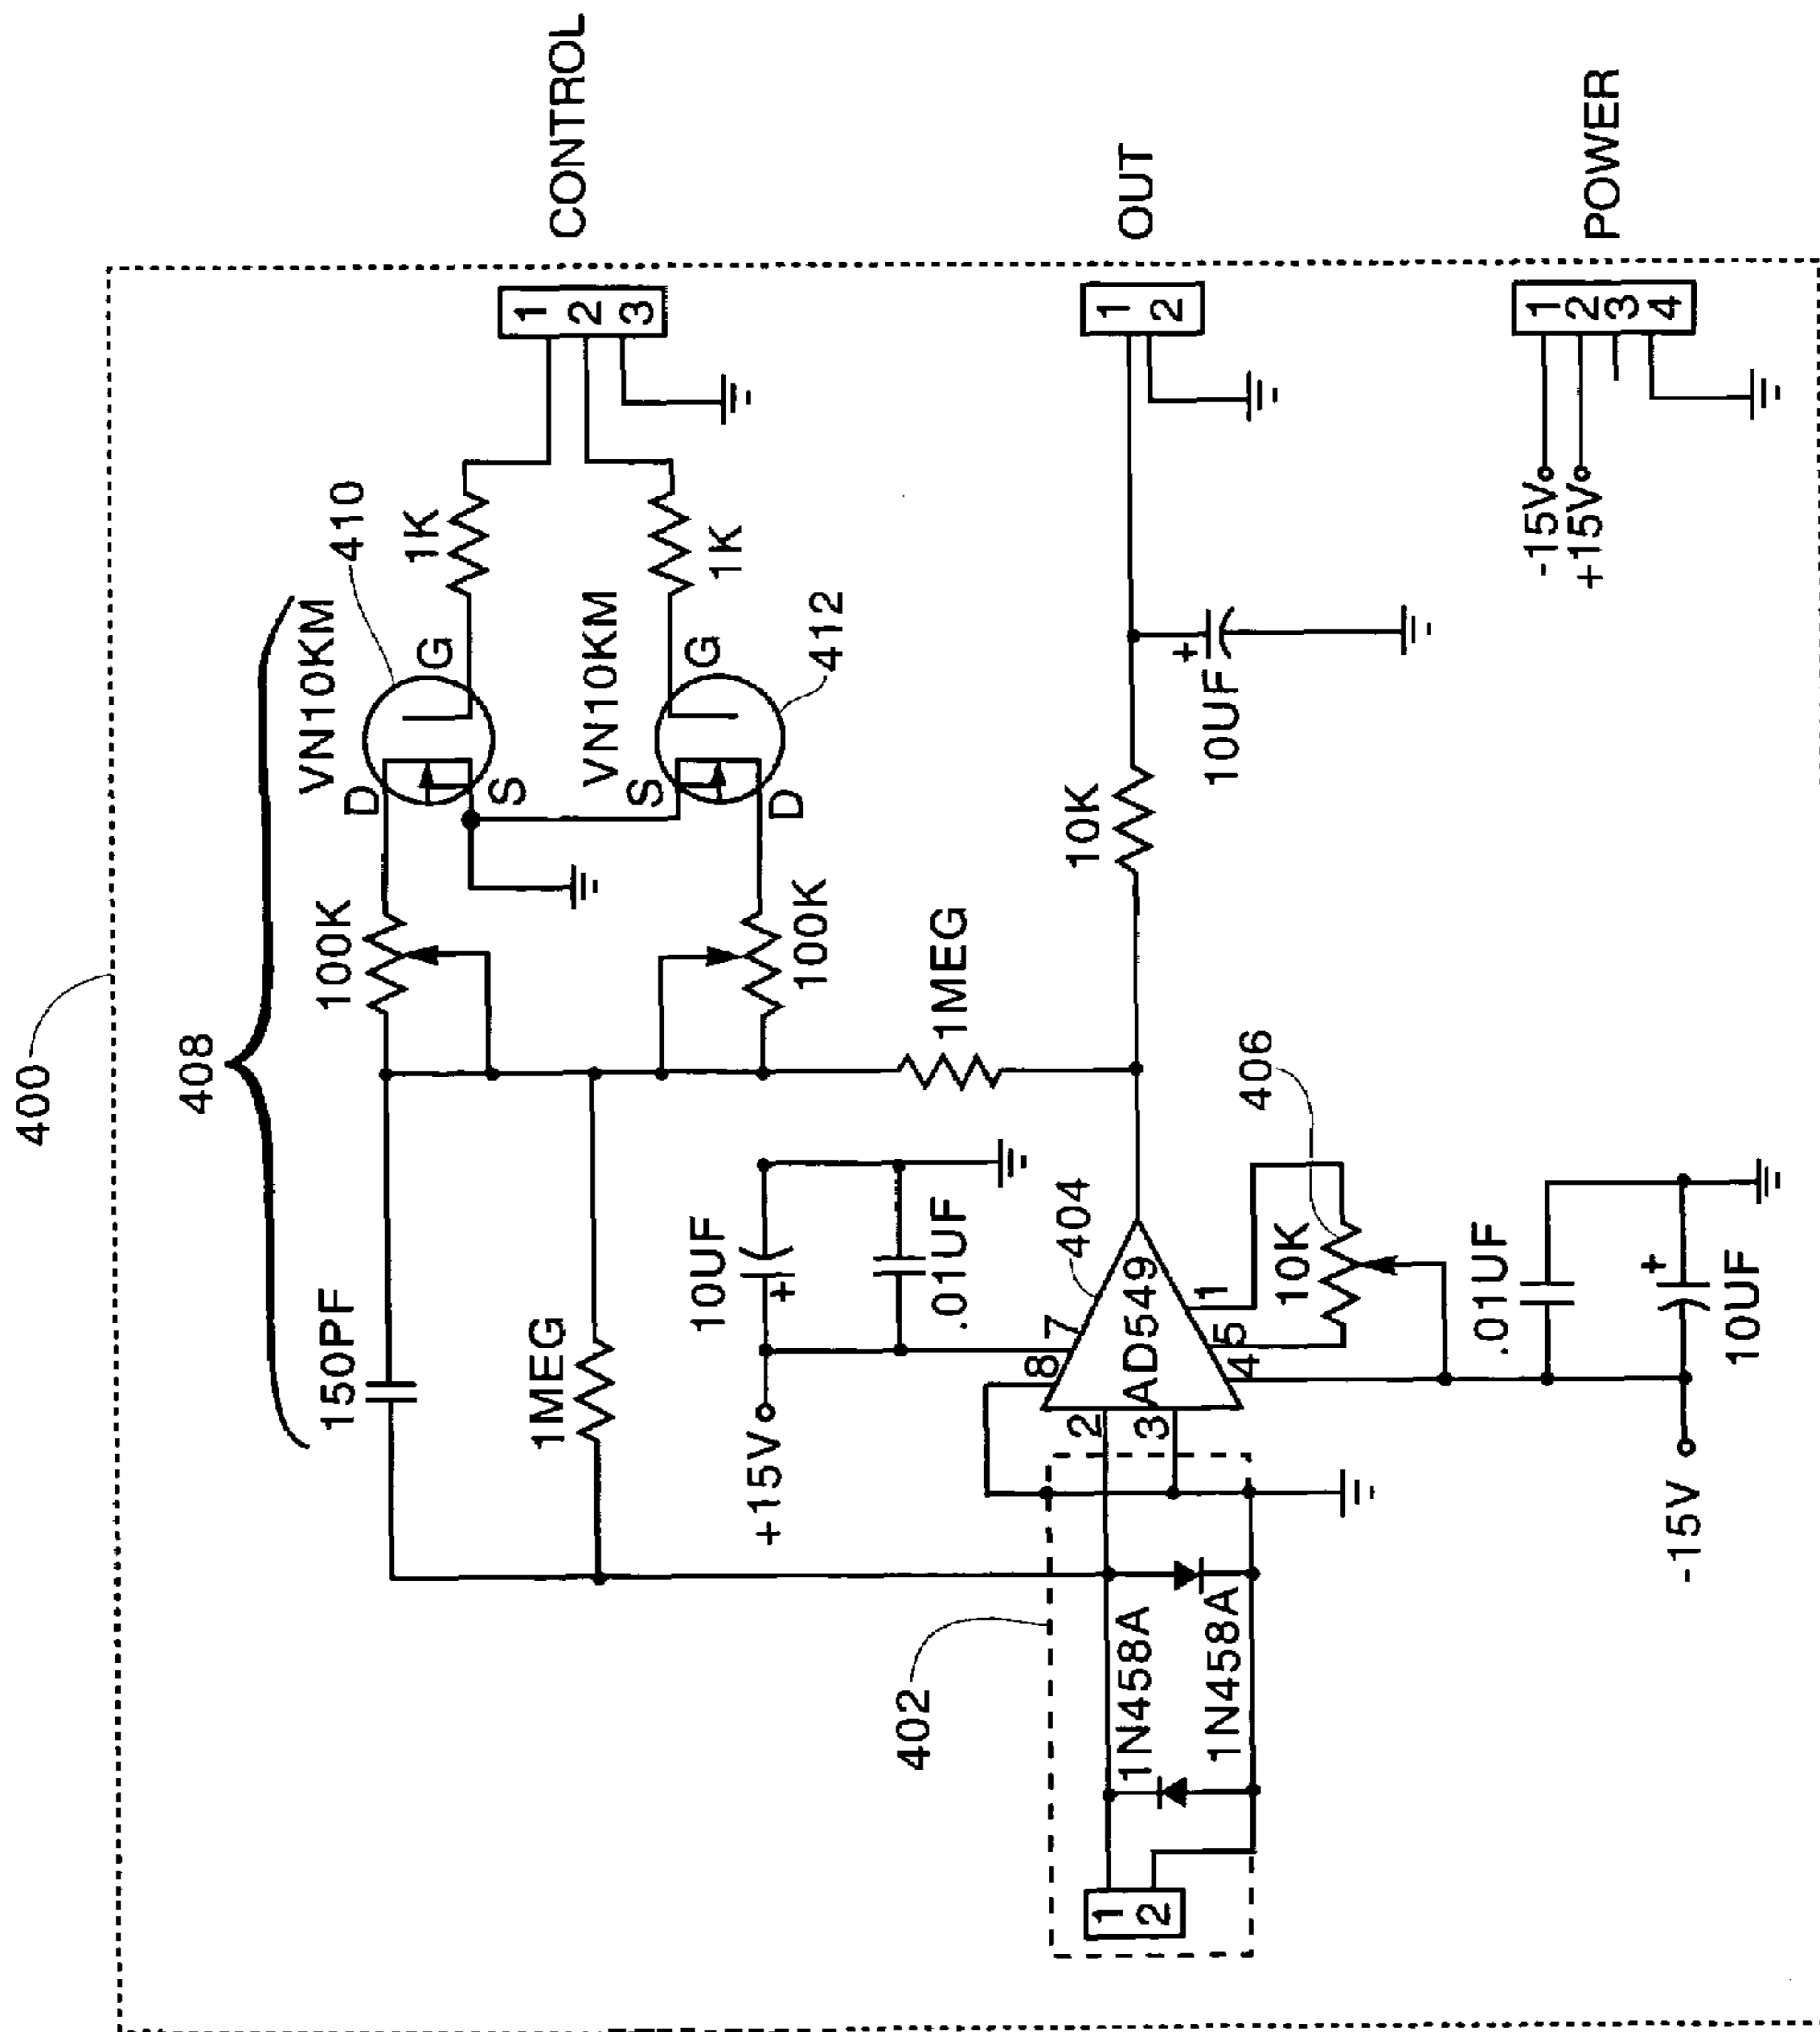 400
408
150PF
100K
VN10KM
410
D
G
S
1K
CONTROL
1
2
3
1MEG
VN10KM
S
G
D
1K
412
100K
1MEG
+15V
10UF
+
.01UF
402
1
2
1N458A
1N458A
2
3
8
7
AD549
404
4
5
1
10K
406
10K
+
10UF
OUT
1
2
-15V
.01UF
+
10UF
-15V
+15V
POWER
1
2
3
4